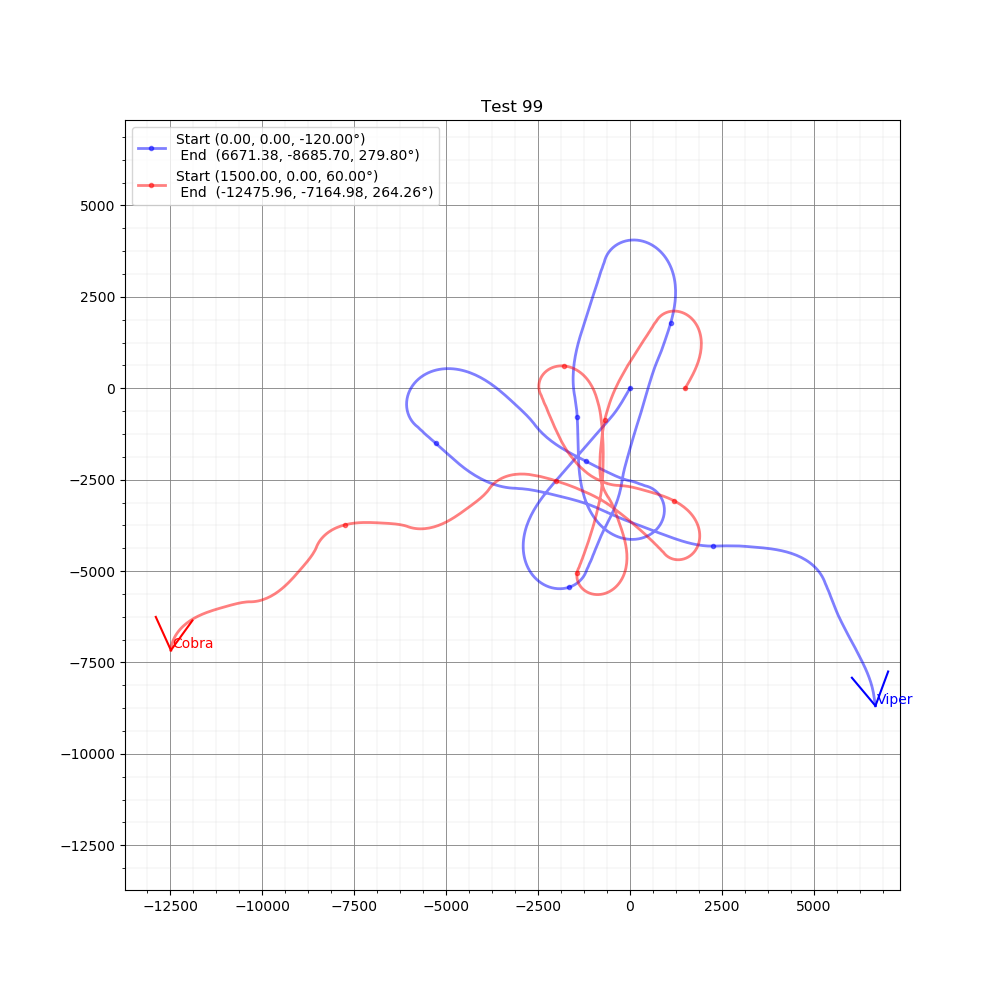 Test 99
Start (0.00, 0.00, -120.00°)
End  (6671.38, -8685.70, 279.80°)
Start (1500.00, 0.00, 60.00°)
End  (-12475.96, -7164.98, 264.26°)
5000
2500
0
−2500
−5000
−7500
−10000
−12500
Cobra
Viper
−12500
−10000
−7500
−5000
−2500
0
2500
5000